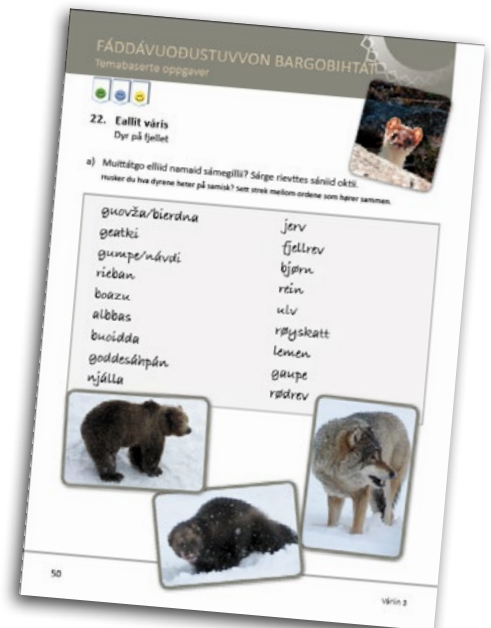 FÁDDÁVUOĐUSTUVVON BARGOBIHTÁT
Temabaserte oppgaver
22. Eallit váris
Dyr på fjellet
a) Muittátgo elliid namaid sámegillii? Sárge rievttes sániid oktii.
Husker du hva dyrene heter på samisk? Sett strek mellom ordene som hører sammen.
guovža/bierdna
geatki
gumpe/návdi
rieban
boazu
albbas
buoidda
goddesáhpán
njálla
jerv
fjellrev
bjørn
rein
ulv
røyskatt
lemen
gaupe
rødrev
50